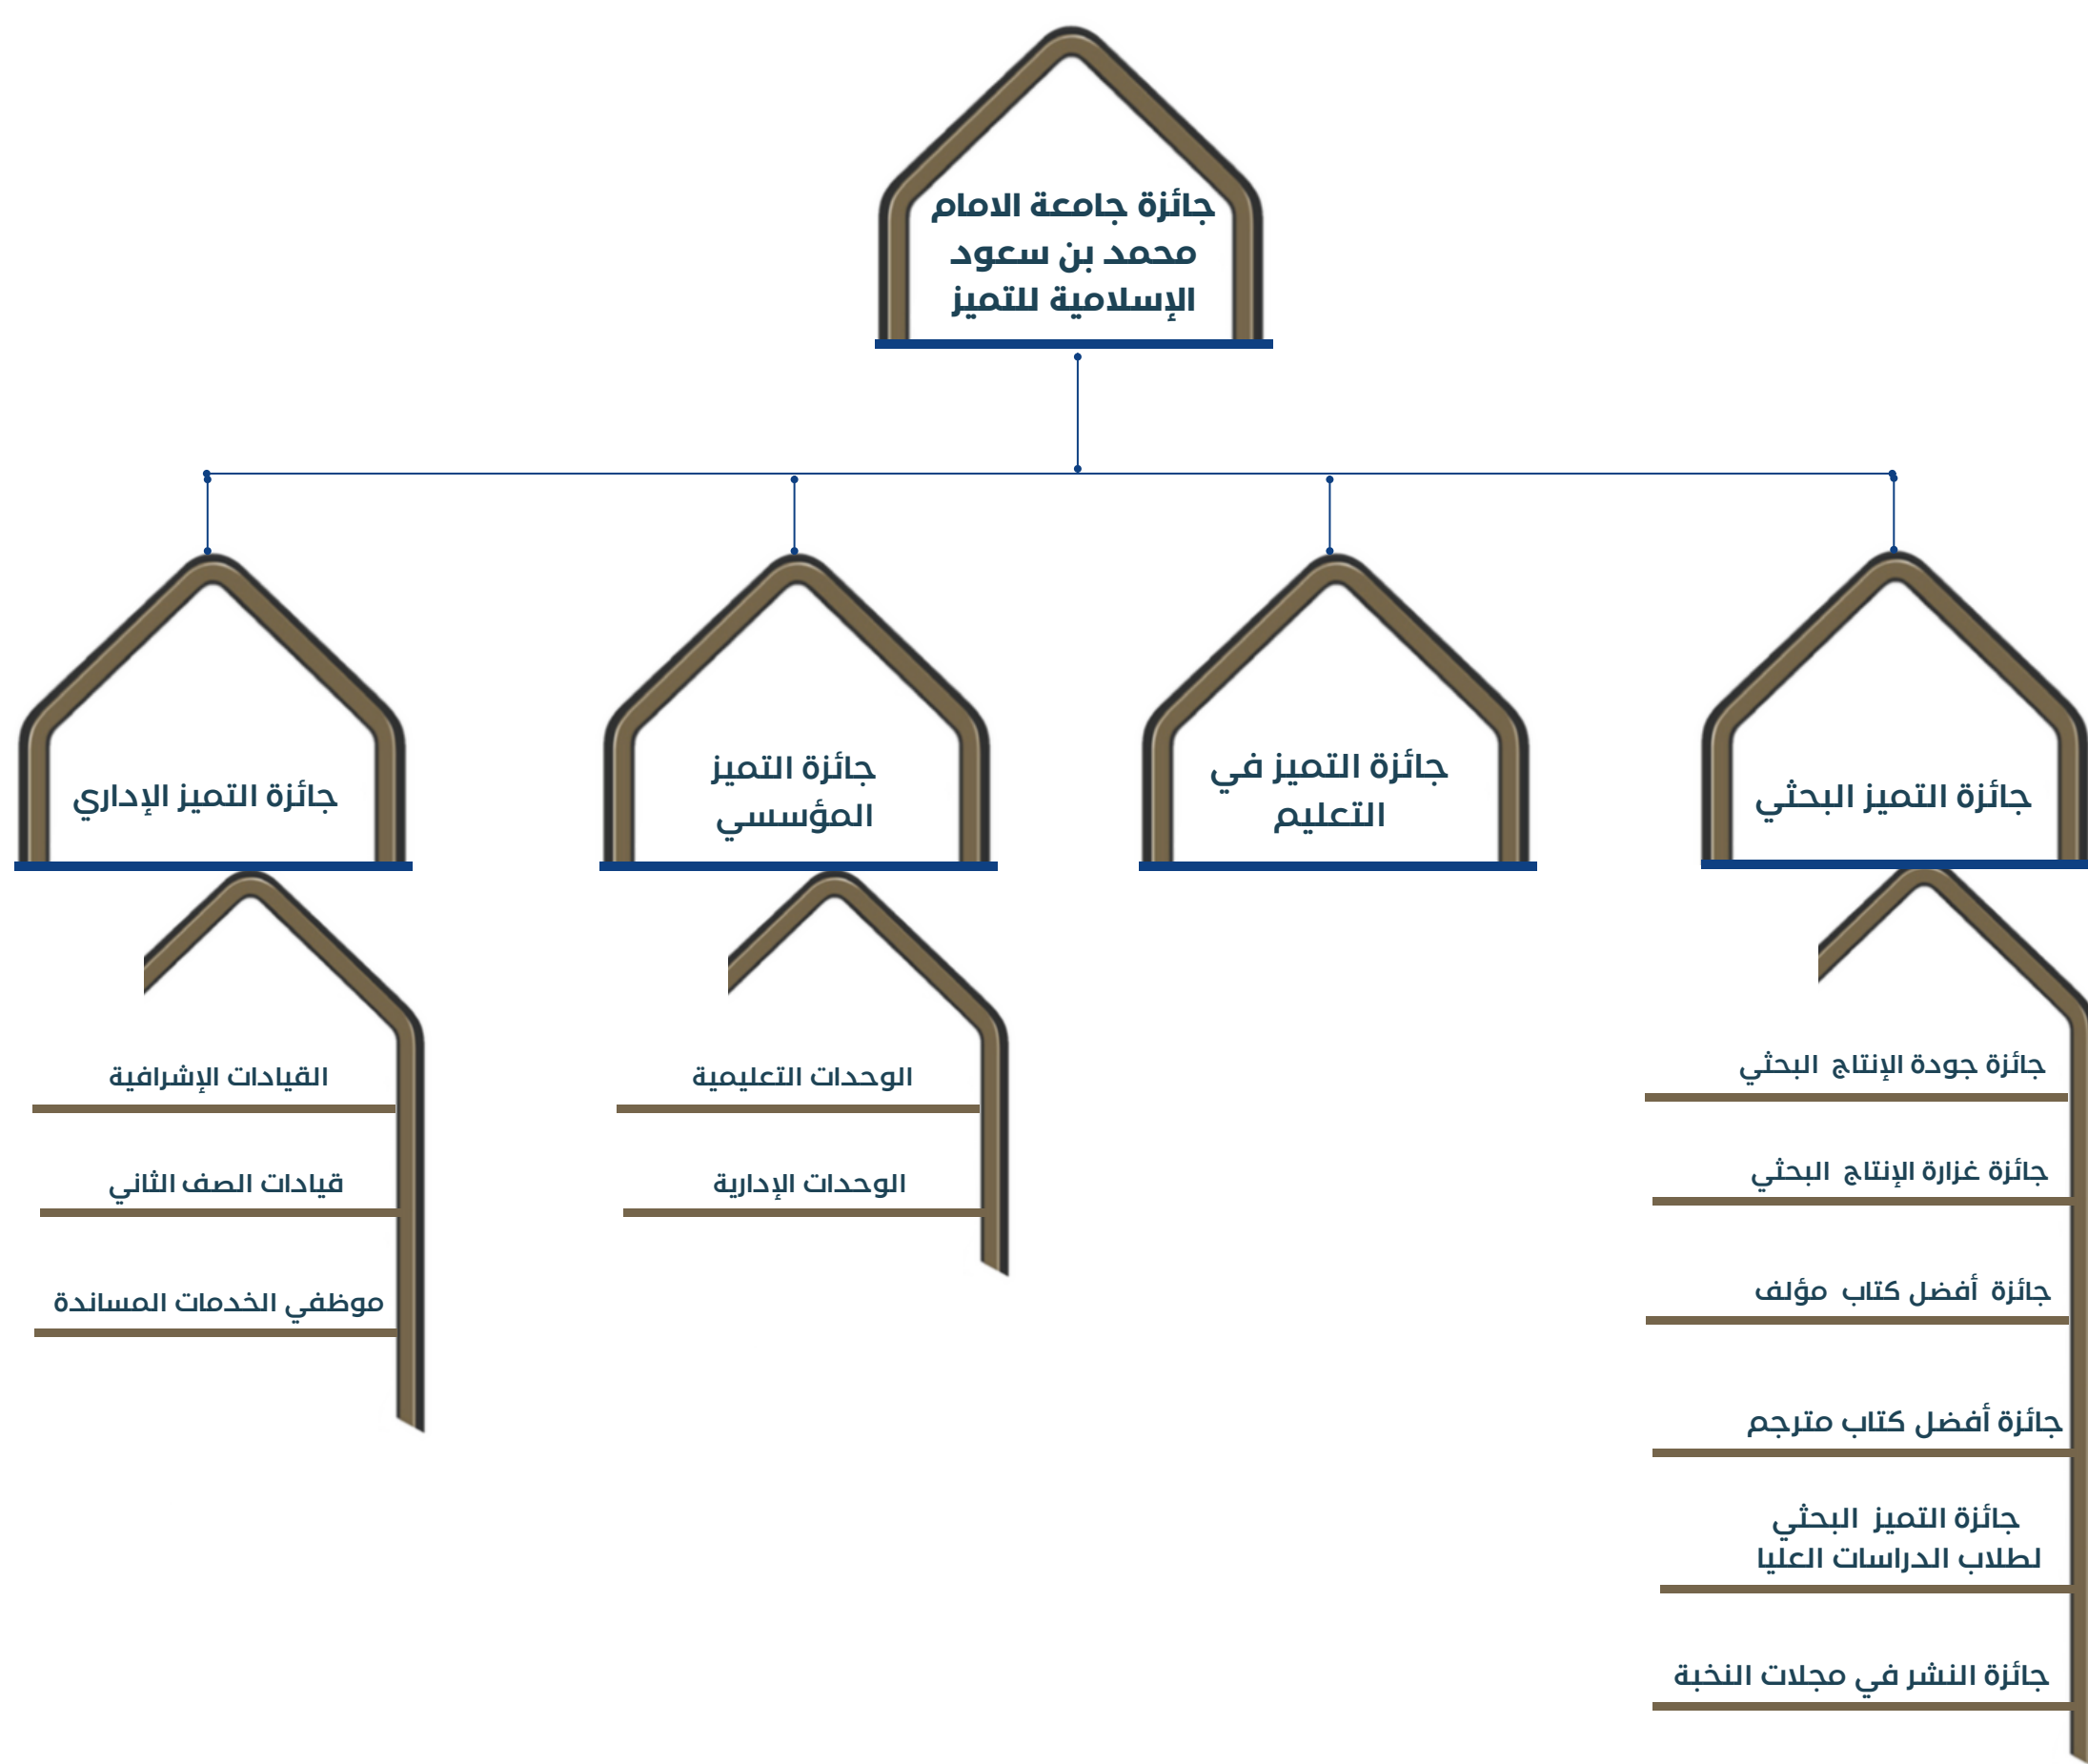 جائزة جامعة الامام
محمد بن سعود
الإسلامية للتميز
جائزة التميز البحثي
جائزة التميز في
التعليم
جائزة التميز
المؤسسي
جائزة التميز الإداري
جائزة جودة الإنتاج البحثي
جائزة غزارة الإنتاج البحثي
جائزة أفضل كتاب مؤلف
جائزة أفضل كتاب مترجم
جائزة التميز البحثي
لطلاب الدراسات العليا
جائزة النشر في مجلات النخبة
الوحدات التعليمية
الوحدات الإدارية
القيادات الإشرافية
قيادات الصف الثاني
موظفي الخدمات المساندة